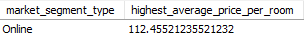 market_segment_type highest_average_price_per_room
Online 112.45521235521232